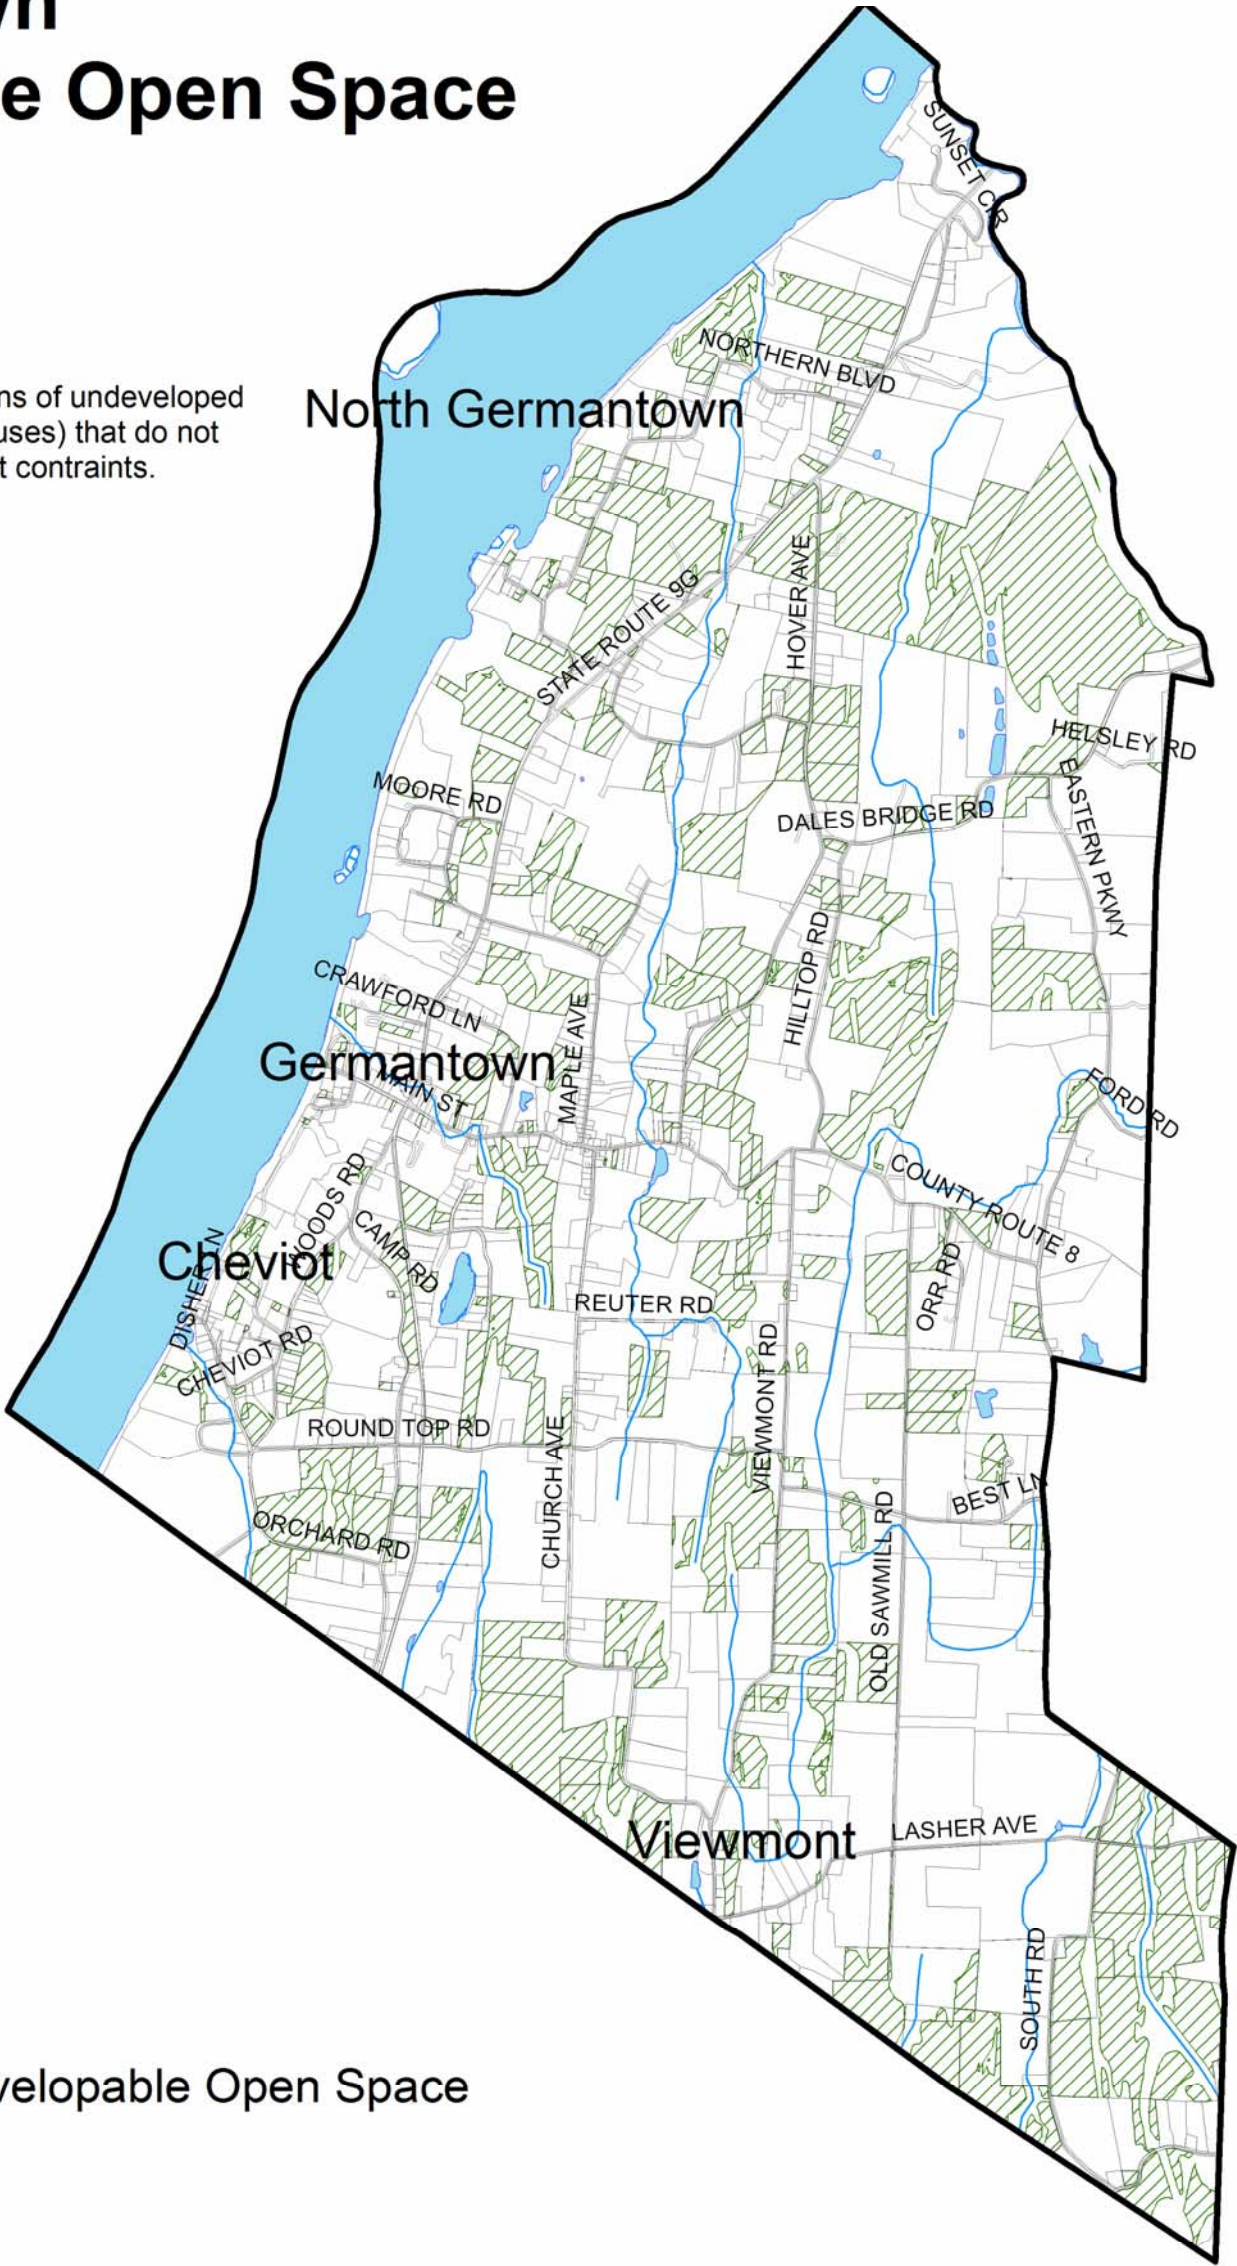 wn
e Open Space
SUNSET CIR
NORTHERN BLVD
ns of undeveloped
uses) that do not
t contraints.
North Germantown
HOVER AVE
STATE ROUTE 9G
HELSLEY RD
MOORE RD
DALES BRIDGE RD
EASTERN PKWY
HILLTOP RD
CRAWFORD LN
MAPLE AVE
Germantown
MAIN ST
FORD RD
COUNTY ROUTE 8
WOODS RD
CAMP RD
Cheviot
DISHER LN
ORR RD
REUTER RD
CHEVIOT RD
VIEWMONT RD
ROUND TOP RD
CHURCH AVE
BEST LN
ORCHARD RD
OLD SAWMILL RD
Viewmont
LASHER AVE
SOUTH RD
velopable Open Space